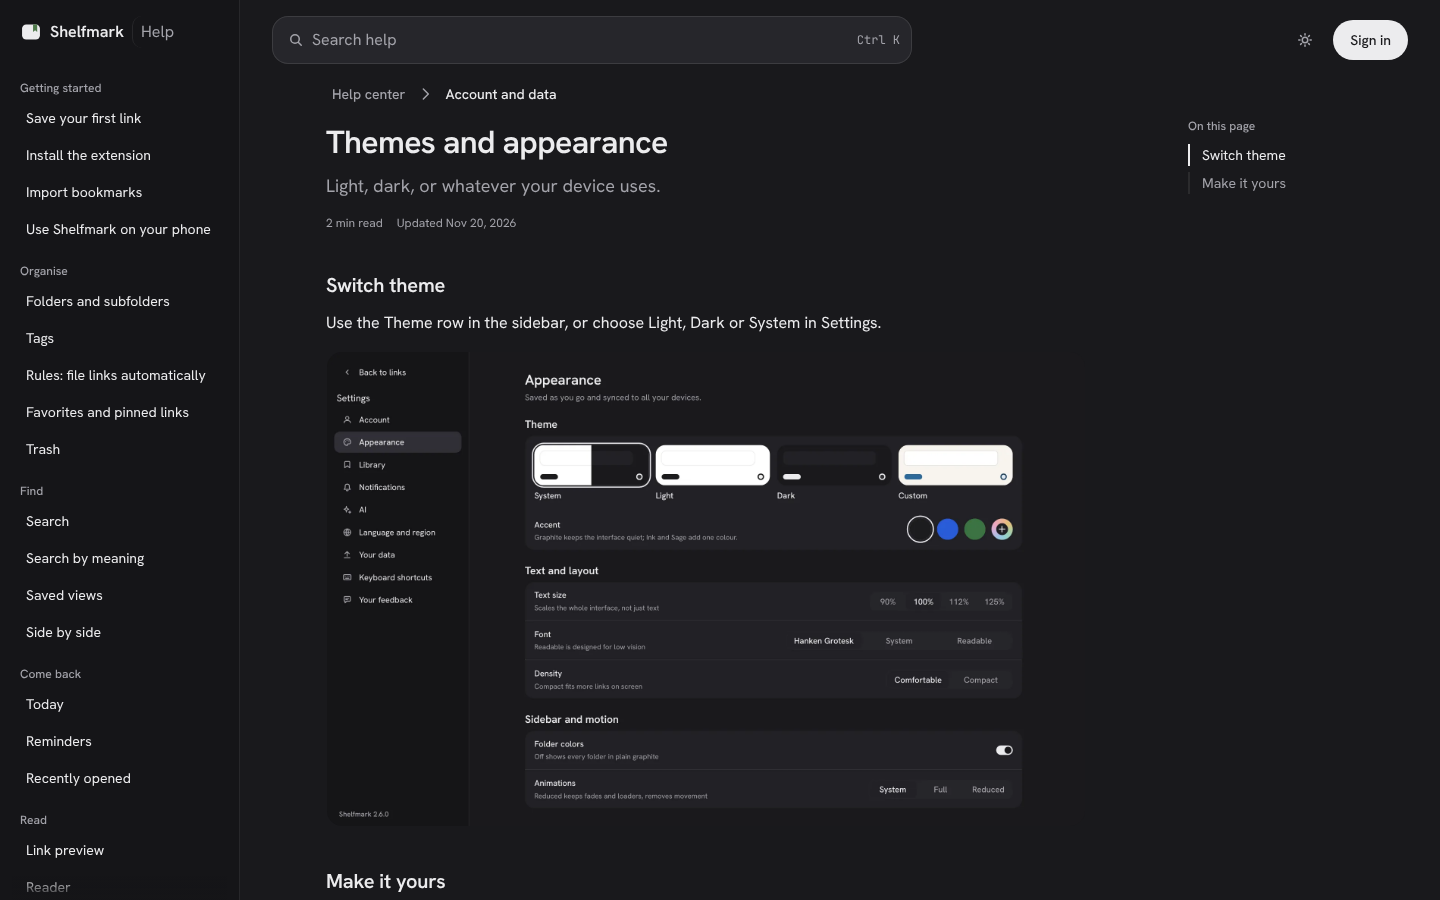 Shelfmark Help
Search help
Ctrl K
Sign in
Getting started
Save your first link
Install the extension
Import bookmarks
Use Shelfmark on your phone
Organise
Folders and subfolders
Tags
Rules: file links automatically
Favorites and pinned links
Trash
Find
Search
Search by meaning
Saved views
Side by side
Come back
Today
Reminders
Recently opened
Read
Link preview
Reader
Help center > Account and data
Themes and appearance
Light, dark, or whatever your device uses.
2 min read Updated Nov 20, 2026
Switch theme
Use the Theme row in the sidebar, or choose Light, Dark or System in Settings.
Back to links
Settings
Account
Appearance
Library
Notifications
AI
Language and region
Your data
Keyboard shortcuts
Your feedback
Shelfmark 2.6.0
Appearance
Saved as you go and synced to all your devices.
Theme
System Light Dark Custom
Accent
Graphite keeps the interface quiet; Ink and Sage add one colour.
Text and layout
Text size
Scales the whole interface, not just text
90% 100% 112% 125%
Font
Readable is designed for low vision
Hanken Grotesk System Readable
Density
Compact fits more links on screen
Comfortable Compact
Sidebar and motion
Folder colors
Off shows every folder in plain graphite
Animations
Reduced keeps fades and loaders, removes movement
System Full Reduced
Make it yours
On this page
Switch theme
Make it yours